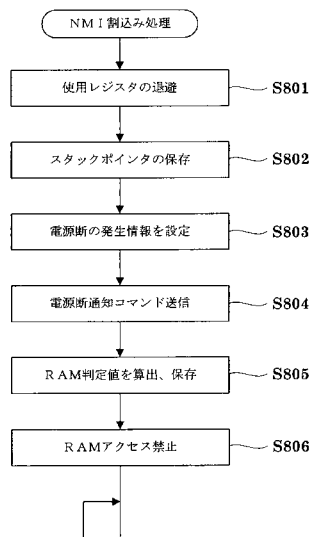 NMI割込み処理
使用レジスタの退避
S801
スタックポインタの保存
S802
電源断の発生情報を設定
S803
電源断通知コマンド送信
S804
RAM判定値を算出、保存
S805
RAMアクセス禁止
S806